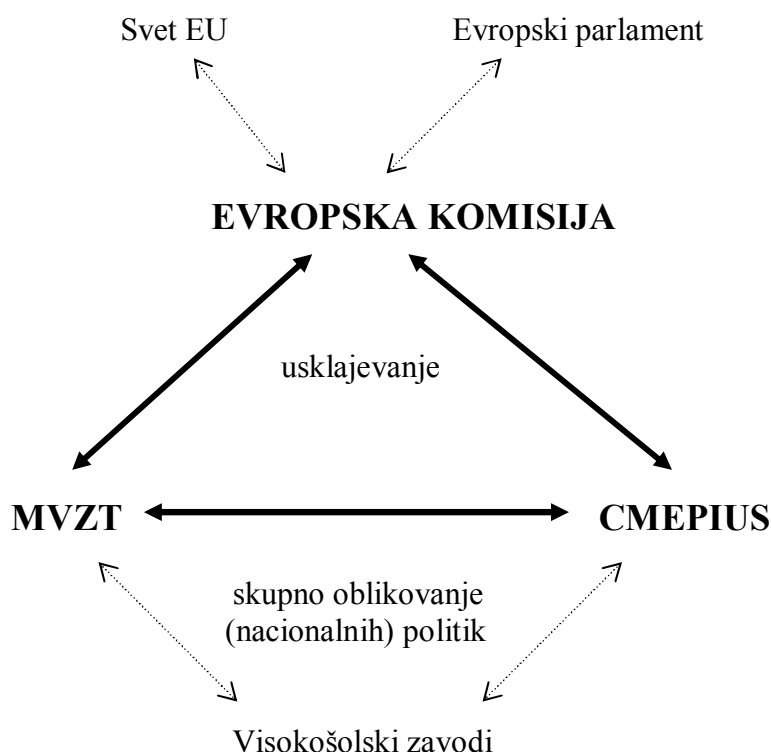 Svet EU
Evropski parlament
EVROPSKA KOMISIJA
usklajevanje
MVZT
CMEPIUS
skupno oblikovanje
(nacionalnih) politik
Visokošolski zavodi